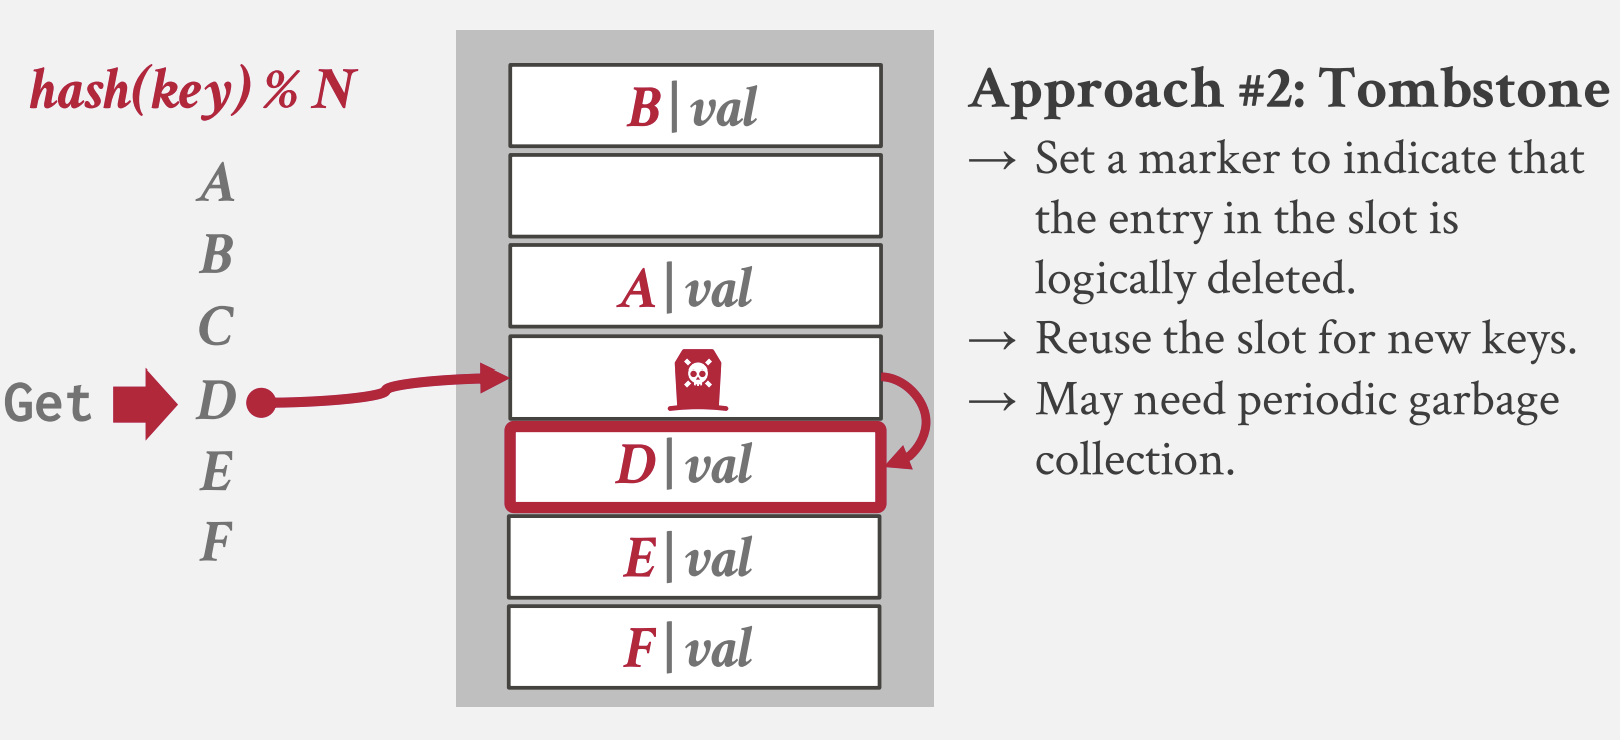 hash(key) % N
A
B
C
Get D
E
F
B|val
A|val
D|val
E|val
F|val
Approach #2: Tombstone
→ Set a marker to indicate that
the entry in the slot is
logically deleted.
→ Reuse the slot for new keys.
→ May need periodic garbage
collection.